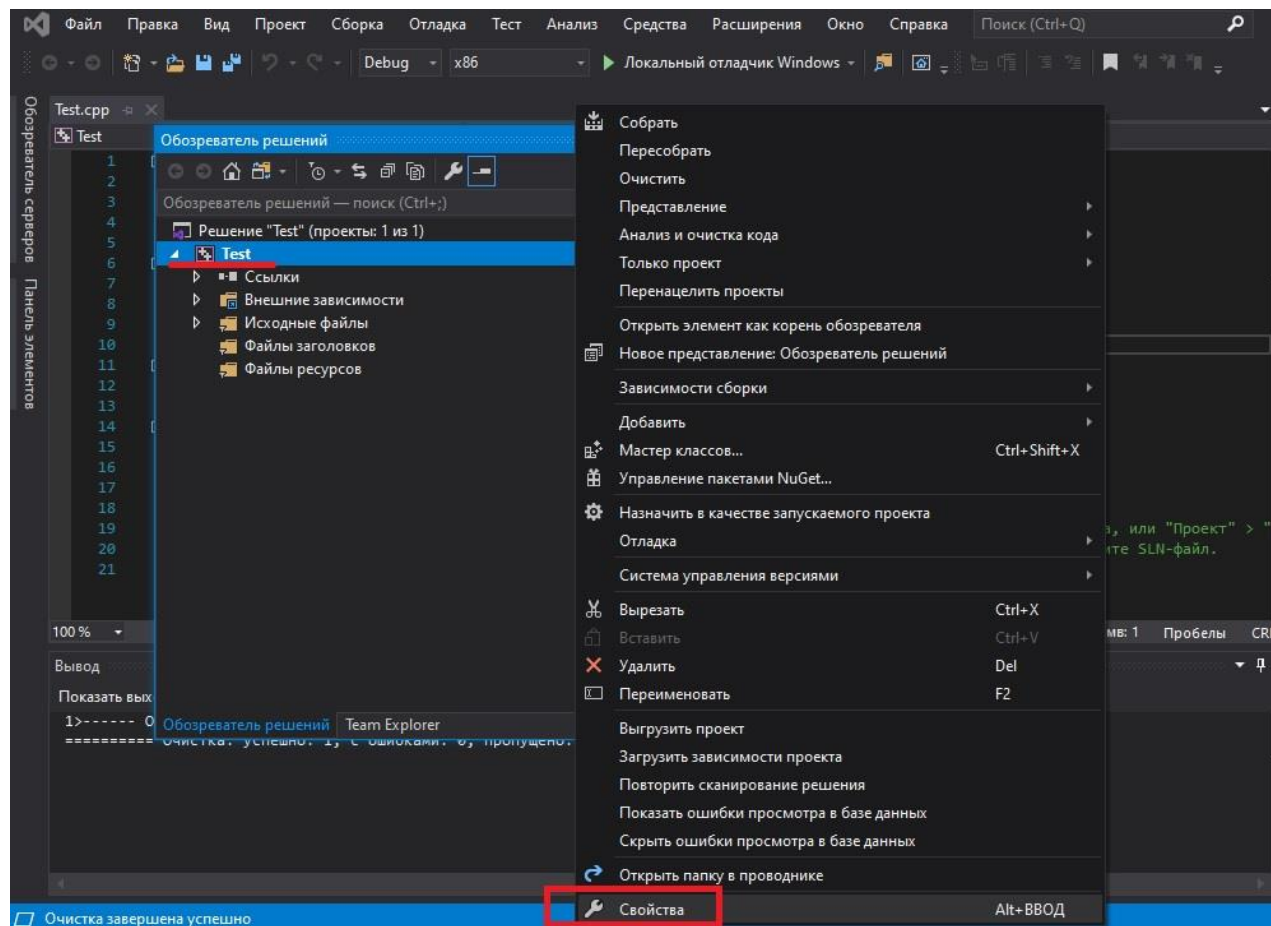 Файл Правка Вид Проект Сборка Отладка Тест Анализ Средства Расширения Окно Справка Поиск (Ctrl+Q)
Debug x86 Локальный отладчик Windows
Обозреватель серверов
Панель элементов
Test.cpp
Test
Обозреватель решений
Обозреватель решений — поиск (Ctrl+;)
Решение "Test" (проекты: 1 из 1)
Test
Ссылки
Внешние зависимости
Исходные файлы
Файлы заголовков
Файлы ресурсов
Обозреватель решений Team Explorer
1
2
3
4
5
6
7
8
9
10
11
12
13
14
15
16
17
18
19
20
21
Собрать
Пересобрать
Очистить
Представление
Анализ и очистка кода
Только проект
Перенацелить проекты
Открыть элемент как корень обозревателя
Новое представление: Обозреватель решений
Зависимости сборки
Добавить
Мастер классов... Ctrl+Shift+X
Управление пакетами NuGet...
Назначить в качестве запускаемого проекта
Отладка
Система управления версиями
Вырезать Ctrl+X
Вставить Ctrl+V
Удалить Del
Переименовать F2
Выгрузить проект
Загрузить зависимости проекта
Повторить сканирование решения
Показать ошибки просмотра в базе данных
Скрыть ошибки просмотра в базе данных
Открыть папку в проводнике
Свойства Alt+ВВОД
, или "Проект" > "
те SLN-файл.
100 % мв: 1 Пробелы CR
Вывод
Показать вых
1>------ О
========== Очистка: успешно: 1, с ошибками: 0, пропущено:
Очистка завершена успешно